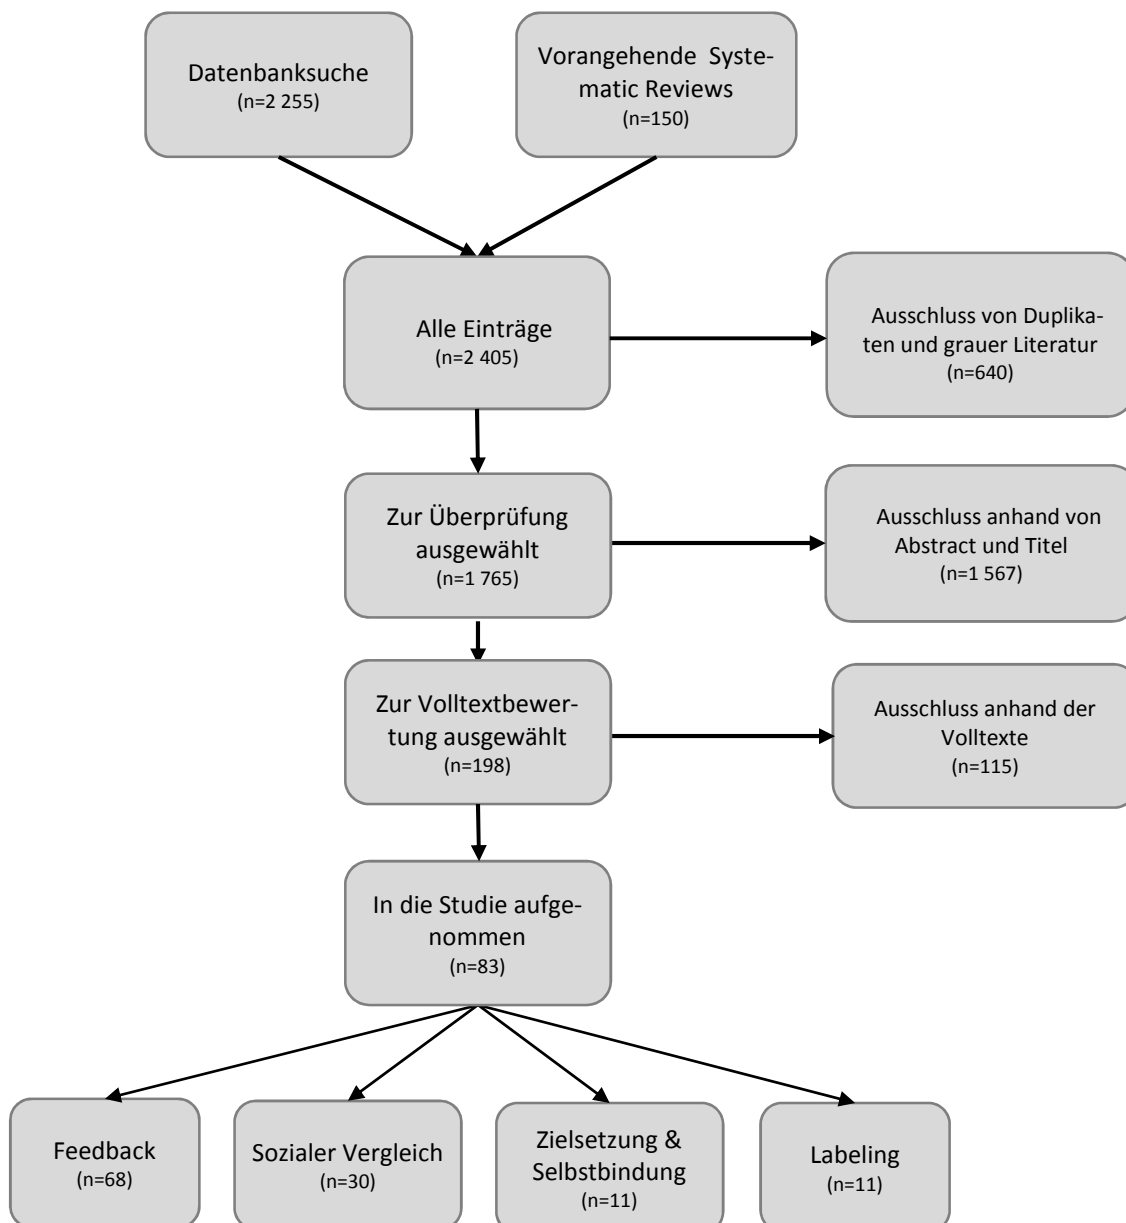 Datenbanksuche
(n=2 255)
Vorangehende Syste-
matic Reviews
(n=150)
Alle Einträge
(n=2 405)
Ausschluss von Duplika-
ten und grauer Literatur
(n=640)
Zur Überprüfung
ausgewählt
(n=1 765)
Ausschluss anhand von
Abstract und Titel
(n=1 567)
Zur Volltextbewer-
tung ausgewählt
(n=198)
Ausschluss anhand der
Volltexte
(n=115)
In die Studie aufge-
nommen
(n=83)
Feedback
(n=68)
Sozialer Vergleich
(n=30)
Zielsetzung &
Selbstbindung
(n=11)
Labeling
(n=11)